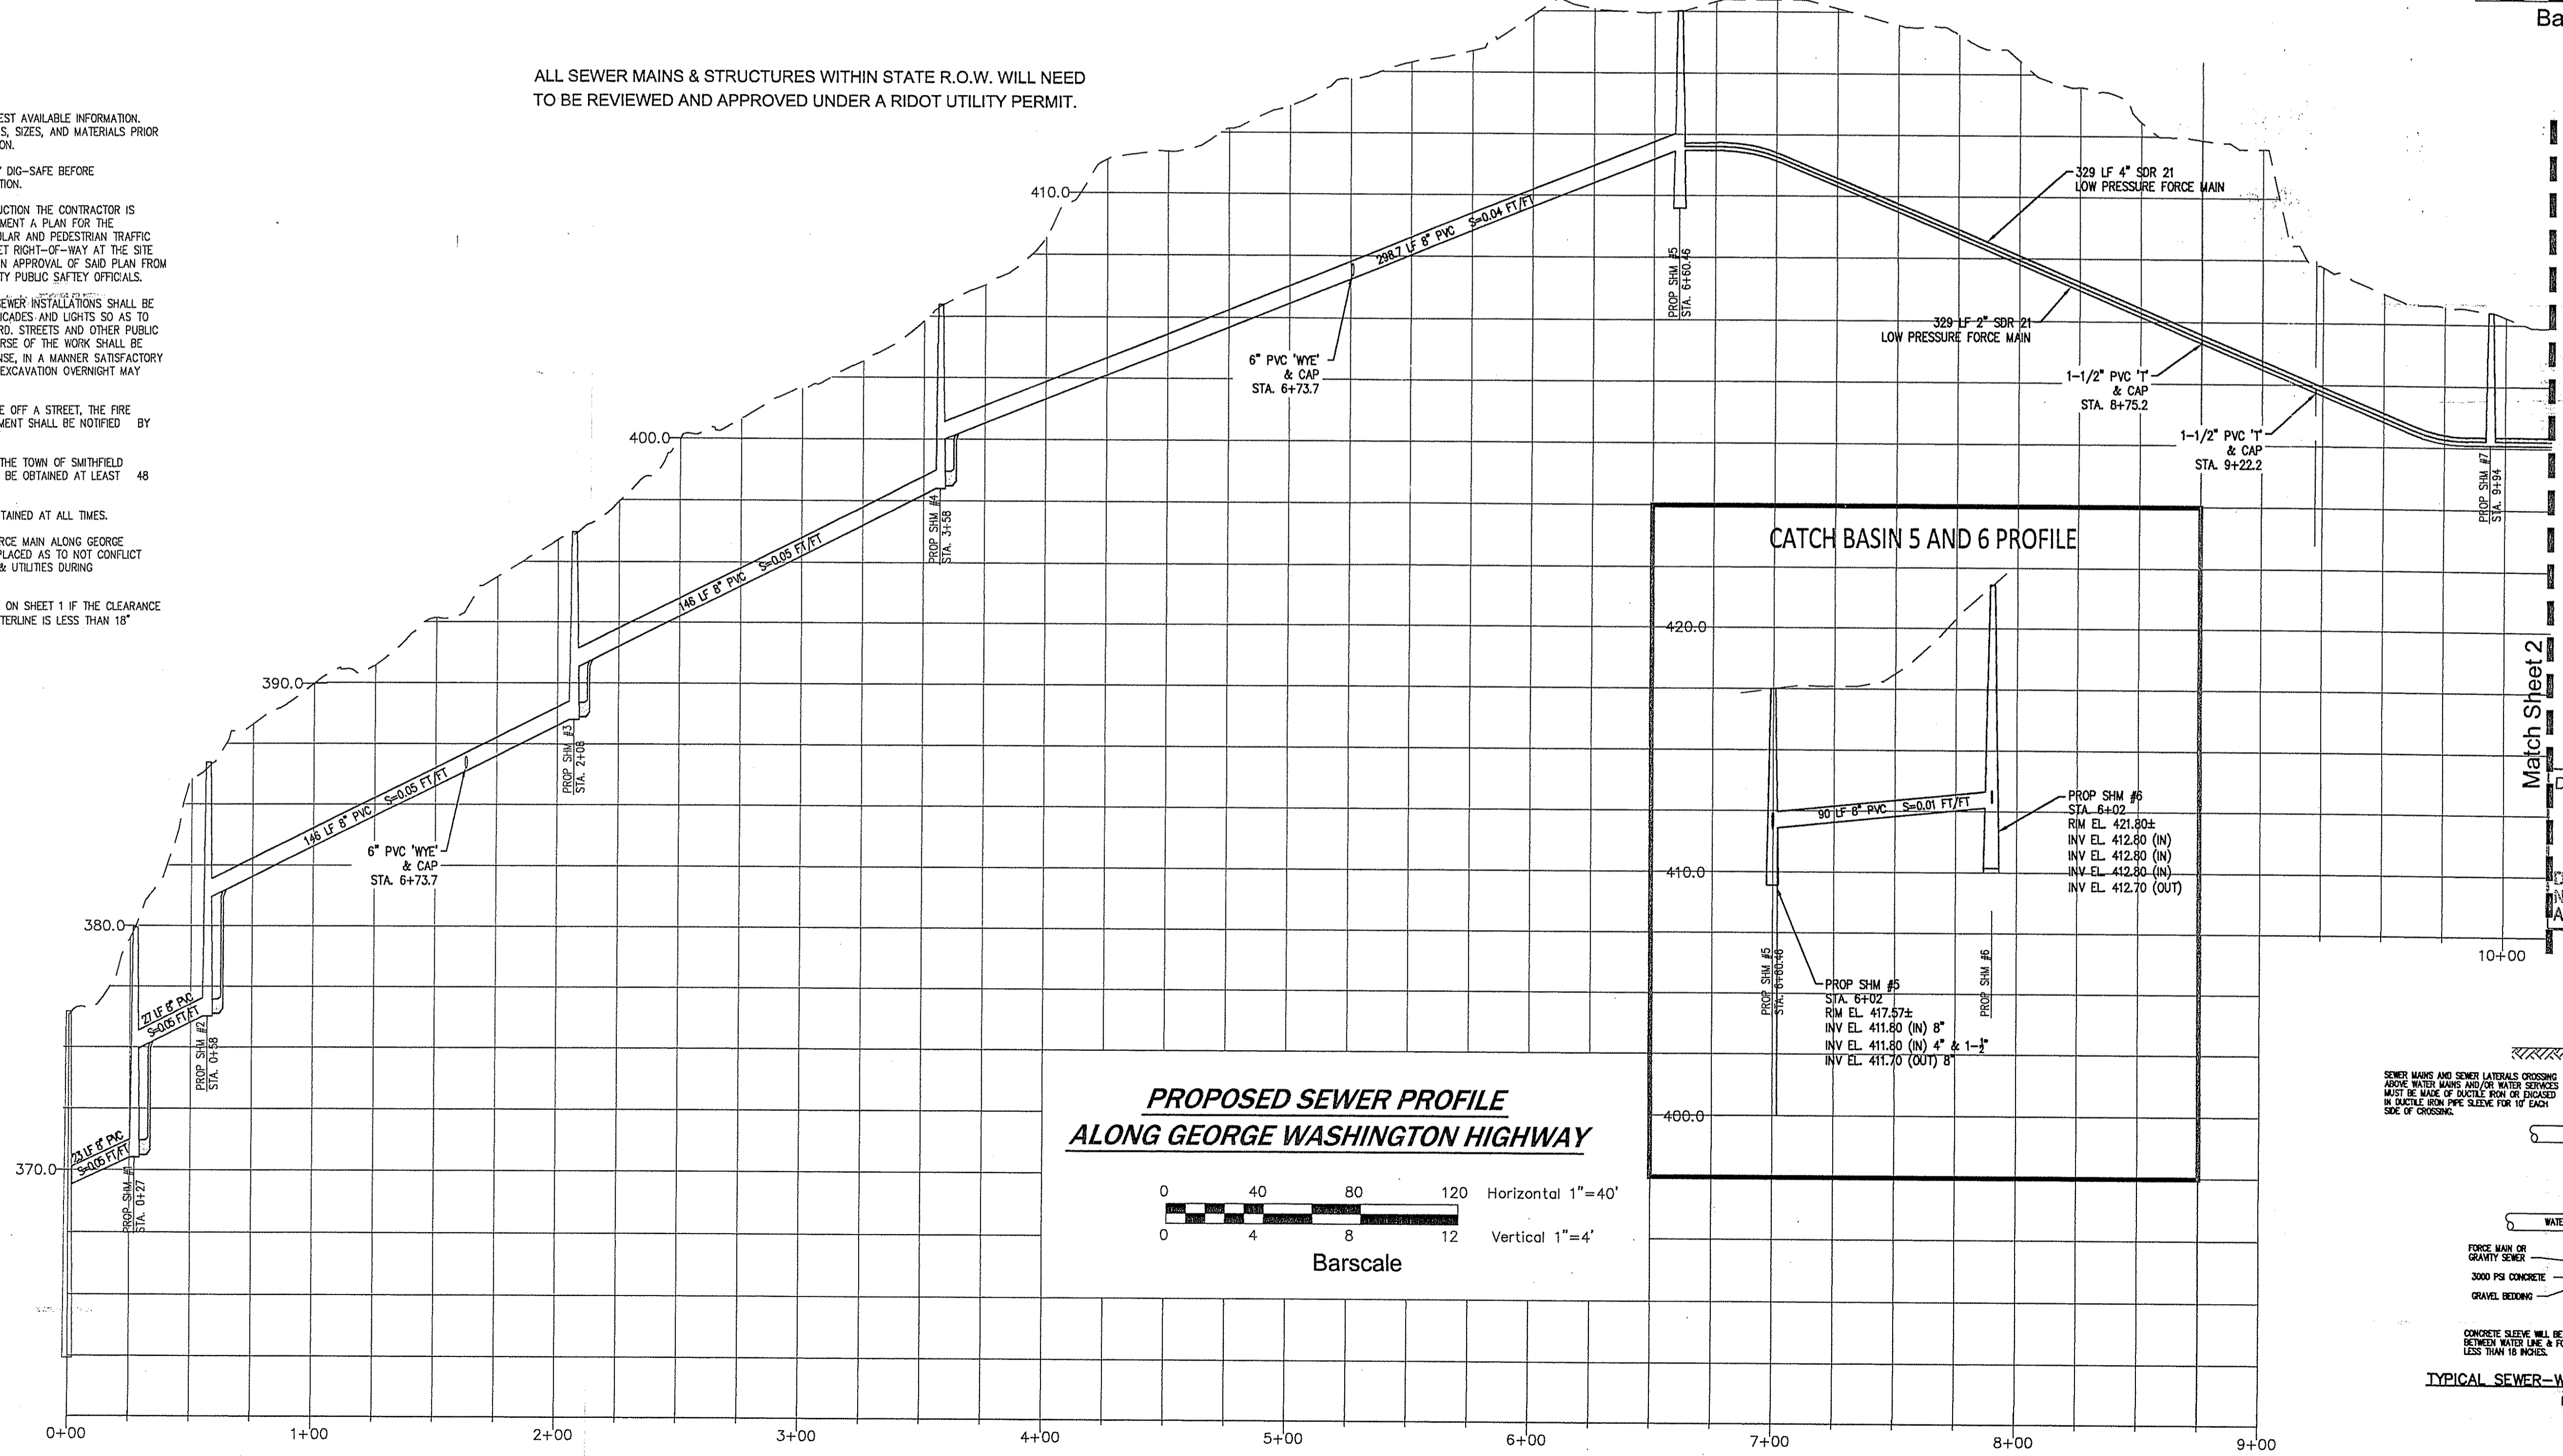 Ba
ALL SEWER MAINS & STRUCTURES WITHIN STATE R.O.W. WILL NEED
TO BE REVIEWED AND APPROVED UNDER A RIDOT UTILITY PERMIT.
EST AVAILABLE INFORMATION.
S, SIZES, AND MATERIALS PRIOR
ON.
DIG-SAFE BEFORE
TION.
UCTION THE CONTRACTOR IS
MENT A PLAN FOR THE
ULAR AND PEDESTRIAN TRAFFIC
ET RIGHT-OF-WAY AT THE SITE
N APPROVAL OF SAID PLAN FROM
TY PUBLIC SAFTEY OFFICIALS.
SEWER INSTALLATIONS SHALL BE
ICADES AND LIGHTS SO AS TO
RD. STREETS AND OTHER PUBLIC
RSE OF THE WORK SHALL BE
NSE, IN A MANNER SATISFACTORY
EXCAVATION OVERNIGHT MAY
E OFF A STREET, THE FIRE
MENT SHALL BE NOTIFIED BY
THE TOWN OF SMITHFIELD
BE OBTAINED AT LEAST 48
TAINED AT ALL TIMES.
RCE MAIN ALONG GEORGE
PLACED AS TO NOT CONFLICT
& UTILITIES DURING
ON SHEET 1 IF THE CLEARANCE
TERLINE IS LESS THAN 18"
410.0
400.0
390.0
380.0
370.0
23 LF 8" PVC
S=0.05 FT/FT
PROP SHM #1
STA. 0+27
27 LF 8" PVC
S=0.05 FT/FT
PROP SHM #2
STA. 0+58
146 LF 8" PVC S=0.05 FT/FT
6" PVC 'WYE'
& CAP
STA. 6+73.7
PROP SHM #3
STA. 2+08
146 LF 8" PVC S=0.05 FT/FT
PROP SHM #4
STA. 3+58
298.7 LF 8" PVC S=0.04 FT/FT
6" PVC 'WYE'
& CAP
STA. 6+73.7
PROP SHM #5
STA. 6+60.46
329 LF 4" SDR 21
LOW PRESSURE FORCE MAIN
329 LF 2" SDR 21
LOW PRESSURE FORCE MAIN
1-1/2" PVC 'T'
& CAP
STA. 8+75.2
1-1/2" PVC 'T'
& CAP
STA. 9+22.2
PROP SHM #7
STA. 9+94
Match Sheet 2
10+00
CATCH BASIN 5 AND 6 PROFILE
420.0
410.0
400.0
90 LF 8" PVC S=0.01 FT/FT
PROP SHM #6
STA. 6+02
RIM EL. 421.80±
INV EL. 412.80 (IN)
INV EL. 412.80 (IN)
INV EL. 412.80 (IN)
INV EL. 412.70 (OUT)
PROP SHM #5
STA. 6+60.46
PROP SHM #6
PROP SHM #5
STA. 6+02
RIM EL. 417.57±
INV EL. 411.80 (IN) 8"
INV EL. 411.80 (IN) 4" & 1-½"
INV EL. 411.70 (OUT) 8"
PROPOSED SEWER PROFILE
ALONG GEORGE WASHINGTON HIGHWAY
0 40 80 120 Horizontal 1"=40'
0 4 8 12 Vertical 1"=4'
Barscale
SEWER MAINS AND SEWER LATERALS CROSSING
ABOVE WATER MAINS AND/OR WATER SERVICES
MUST BE MADE OF DUCTILE IRON OR ENCASED
IN DUCTILE IRON PIPE SLEEVE FOR 10' EACH
SIDE OF CROSSING.
WATE
FORCE MAIN OR
GRAVITY SEWER
3000 PSI CONCRETE
GRAVEL BEDDING
CONCRETE SLEEVE WILL BE
BETWEEN WATER LINE & FO
LESS THAN 18 INCHES.
TYPICAL SEWER-W
0+00 1+00 2+00 3+00 4+00 5+00 6+00 7+00 8+00 9+00